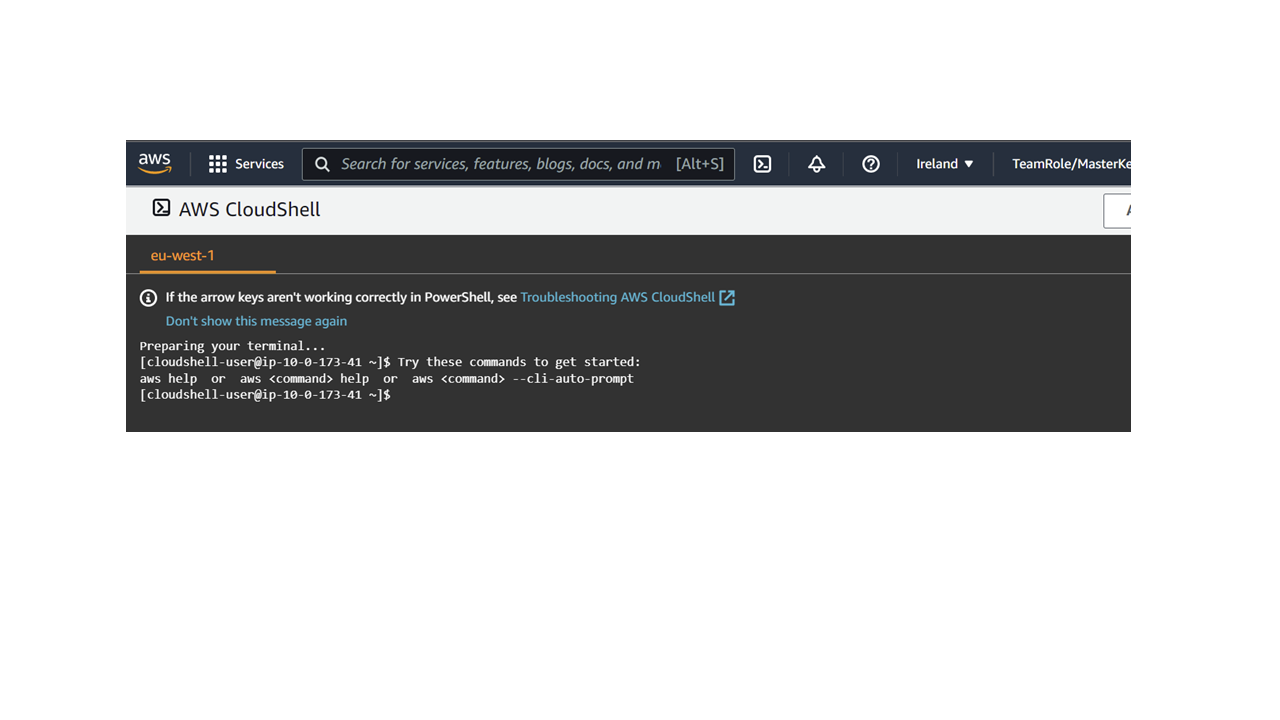 aws Services Search for services, features, blogs, docs, and m [Alt+S] Ireland TeamRole/MasterKe
AWS CloudShell
eu-west-1
If the arrow keys aren't working correctly in PowerShell, see Troubleshooting AWS CloudShell
Don't show this message again
Preparing your terminal...
[cloudshell-user@ip-10-0-173-41 ~]$ Try these commands to get started:
aws help  or  aws <command> help  or  aws <command> --cli-auto-prompt
[cloudshell-user@ip-10-0-173-41 ~]$